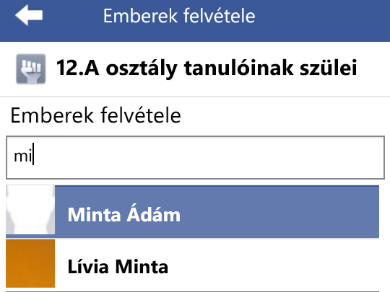 Emberek felvétele
12.A osztály tanulóinak szülei
Emberek felvétele
mi
Minta Ádám
Lívia Minta